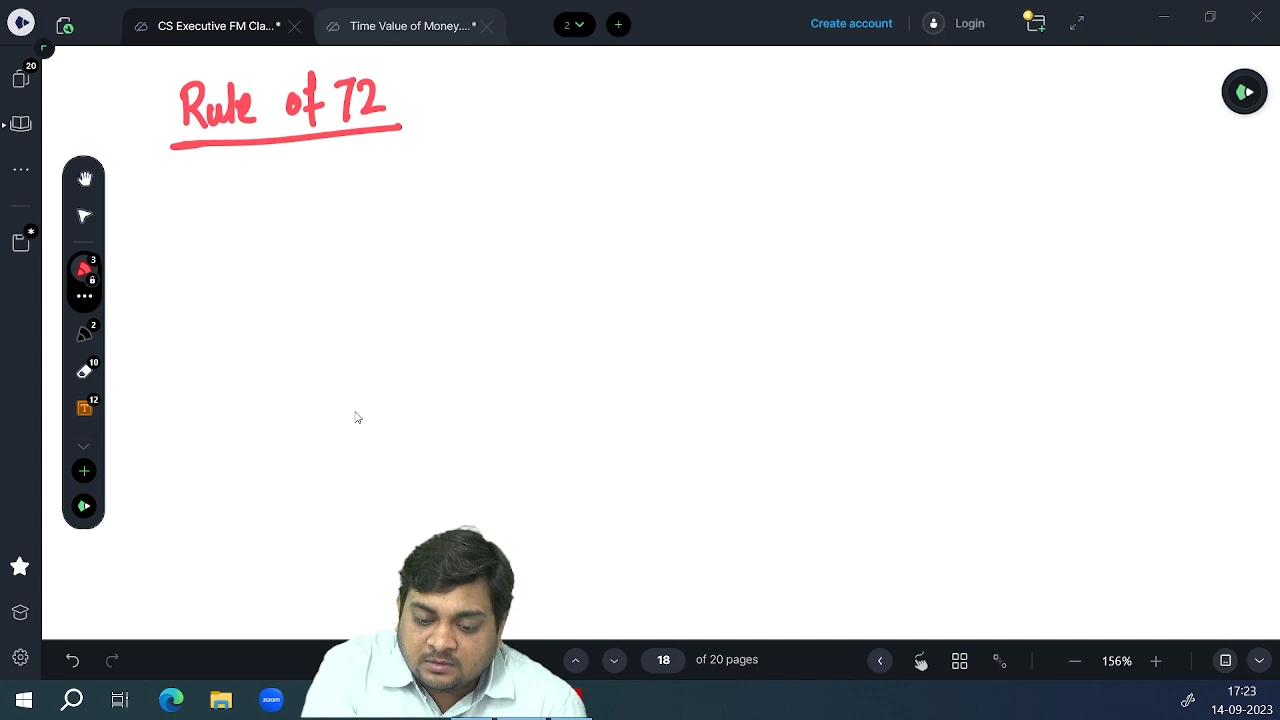 CS Executive FM Cla... *
Time Value of Money.... *
2
Create account
Login
20
Rule of 72
*
3
2
10
12
T
18 of 20 pages
156%
zoom
17:23
14-09-2023